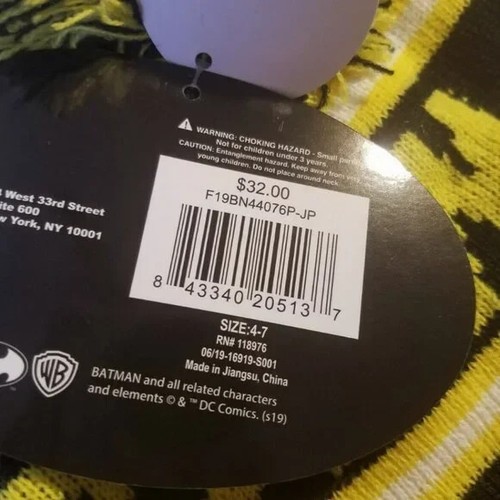 WARNING: CHOKING HAZARD - Small parts
Not for children under 3 years.
CAUTION: Entanglement hazard. Keep away from very
young children. Do not place around neck.
$32.00
F19BN44076P-JP
West 33rd Street
ite 600
w York, NY 10001
8 43340 20513 7
SIZE:4-7
RN# 118976
06/19-16919-S001
Made in Jiangsu, China
WB
BATMAN and all related characters
and elements © & ™ DC Comics. (s19)